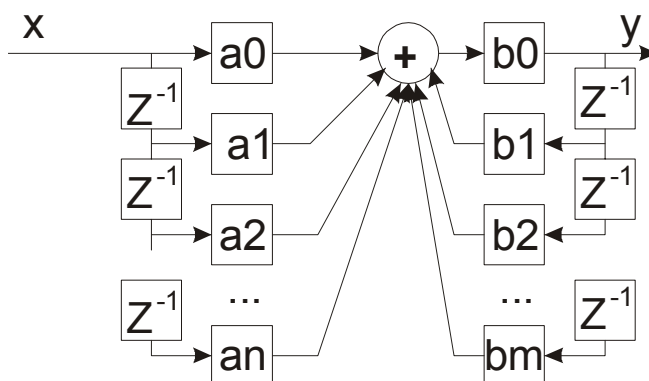 x y
a0 + b0
Z⁻¹ Z⁻¹
a1 b1
Z⁻¹ Z⁻¹
a2 b2
... ...
Z⁻¹ Z⁻¹
an bm